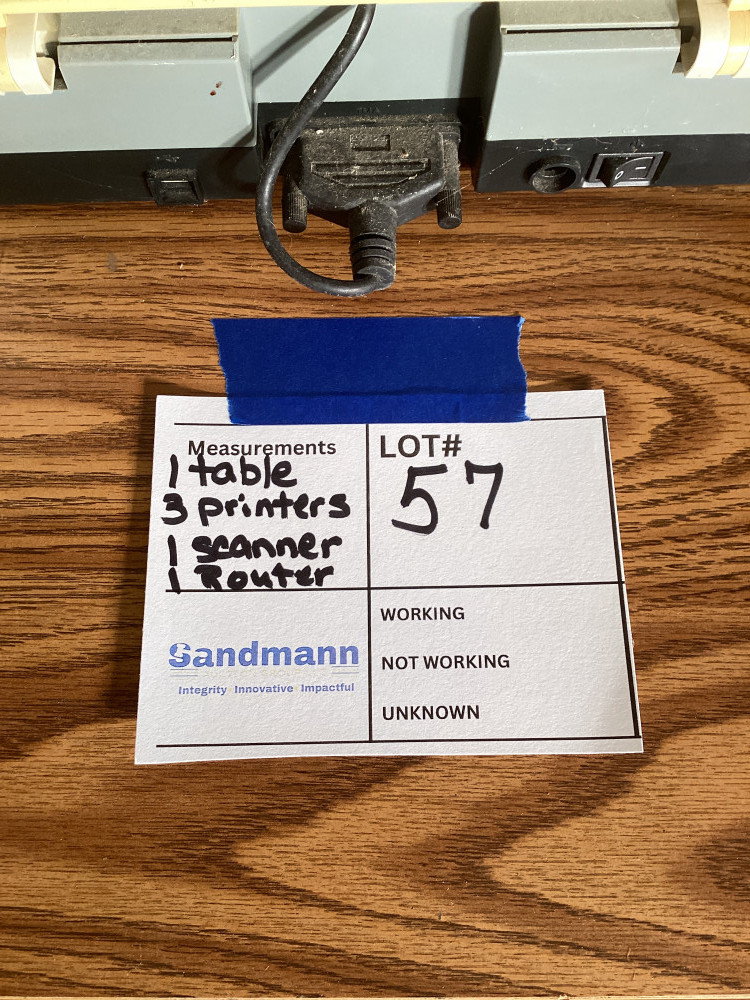 Measurements
1 table
3 printers
1 scanner
1 Router
LOT#
57
Sandmann
Integrity Innovative Impactful
WORKING
NOT WORKING
UNKNOWN